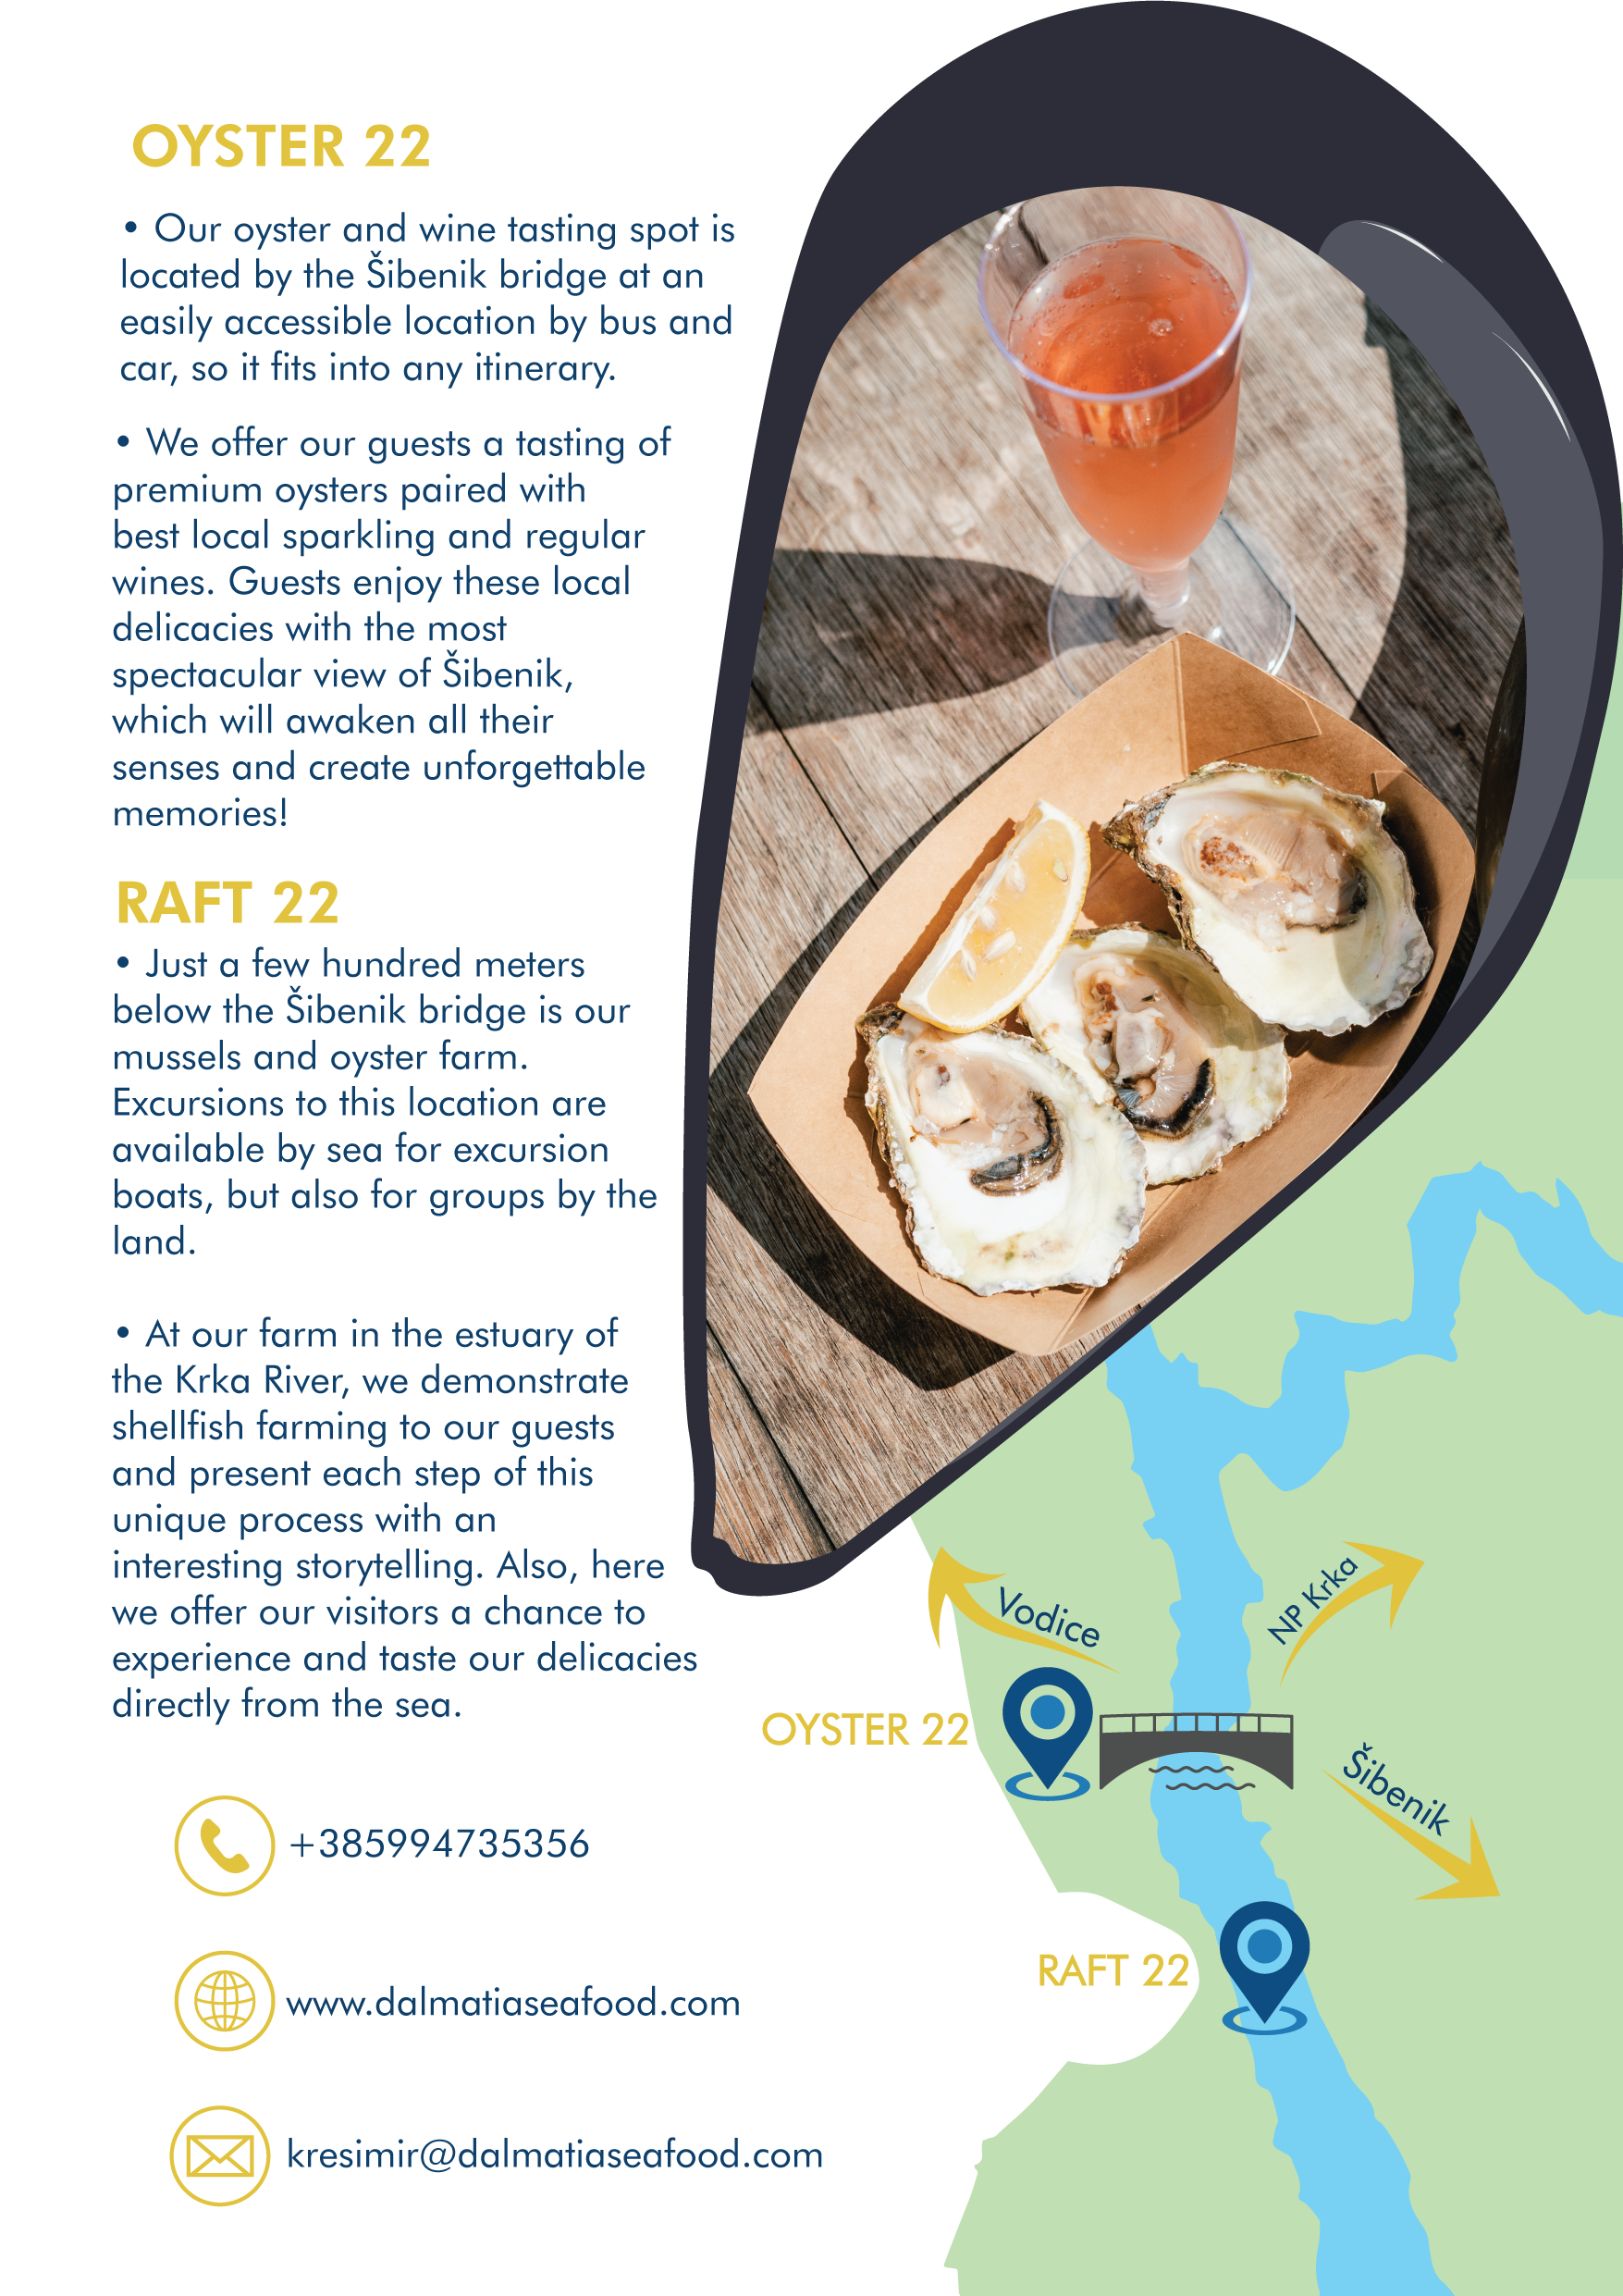 OYSTER 22
• Our oyster and wine tasting spot is
located by the Šibenik bridge at an
easily accessible location by bus and
car, so it fits into any itinerary.
• We offer our guests a tasting of
premium oysters paired with
best local sparkling and regular
wines. Guests enjoy these local
delicacies with the most
spectacular view of Šibenik,
which will awaken all their
senses and create unforgettable
memories!
RAFT 22
• Just a few hundred meters
below the Šibenik bridge is our
mussels and oyster farm.
Excursions to this location are
available by sea for excursion
boats, but also for groups by the
land.
• At our farm in the estuary of
the Krka River, we demonstrate
shellfish farming to our guests
and present each step of this
unique process with an
interesting storytelling. Also, here
we offer our visitors a chance to
experience and taste our delicacies
directly from the sea.
Vodice
NP Krka
OYSTER 22
Šibenik
RAFT 22
+385994735356
www.dalmatiaseafood.com
kresimir@dalmatiaseafood.com